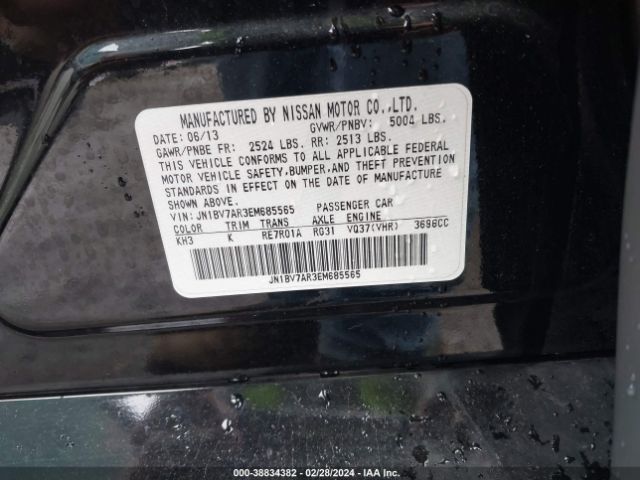 MANUFACTURED BY NISSAN MOTOR CO.,LTD.
DATE: 06/13 GVWR/PNBV: 5004 LBS.
GAWR/PNBE FR: 2524 LBS. RR: 2513 LBS.
THIS VEHICLE CONFORMS TO ALL APPLICABLE FEDERAL
MOTOR VEHICLE SAFETY,BUMPER,AND THEFT PREVENTION
STANDARDS IN EFFECT ON THE DATE OF MANUFACTURE
SHOWN ABOVE.
VIN: JN1BV7AR3EM685565 PASSENGER CAR
COLOR TRIM TRANS AXLE ENGINE
KH3 K RE7R01A RG31 VQ37(VHR) 3696CC
JN1BV7AR3EM685565
000-38834382 - 02/28/2024 - IAA Inc.